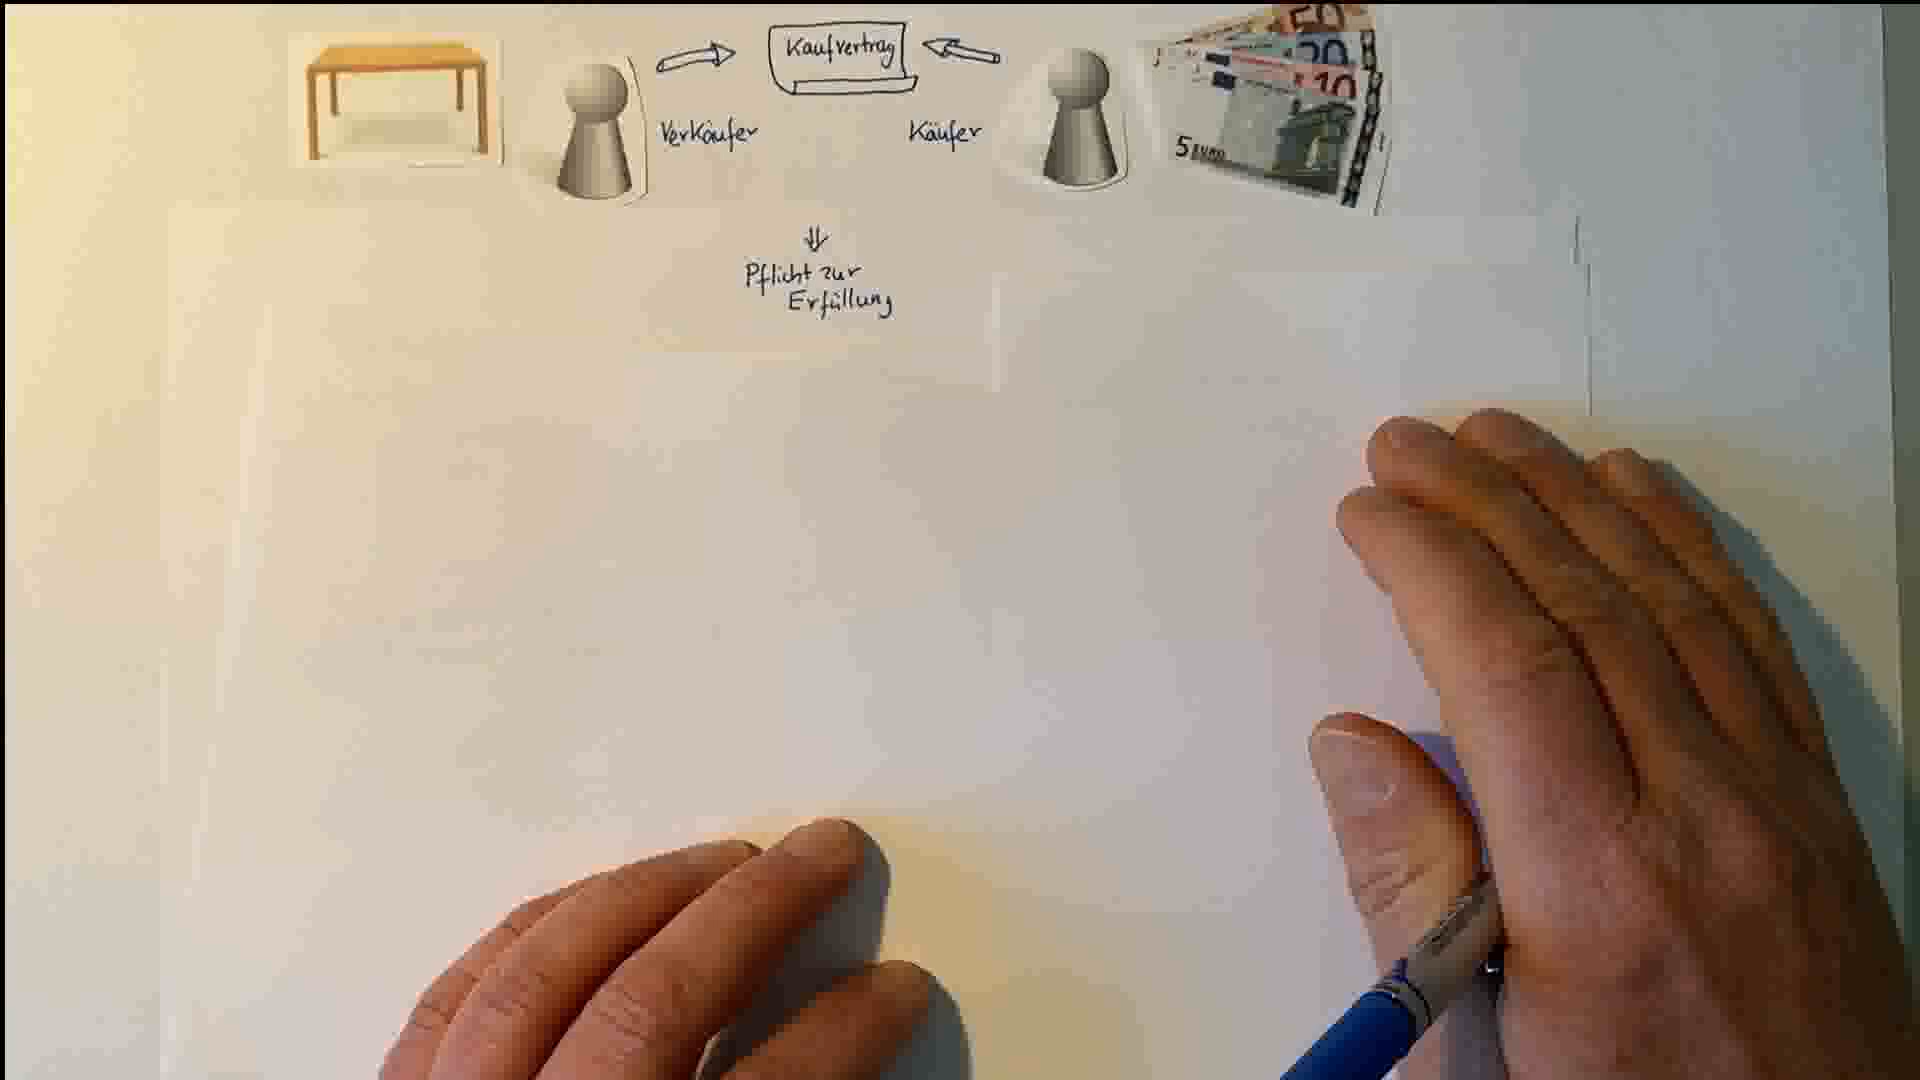 Kaufvertrag
Verkäufer
Käufer
50
20
10
5 EURO
Pflicht zur
Erfüllung